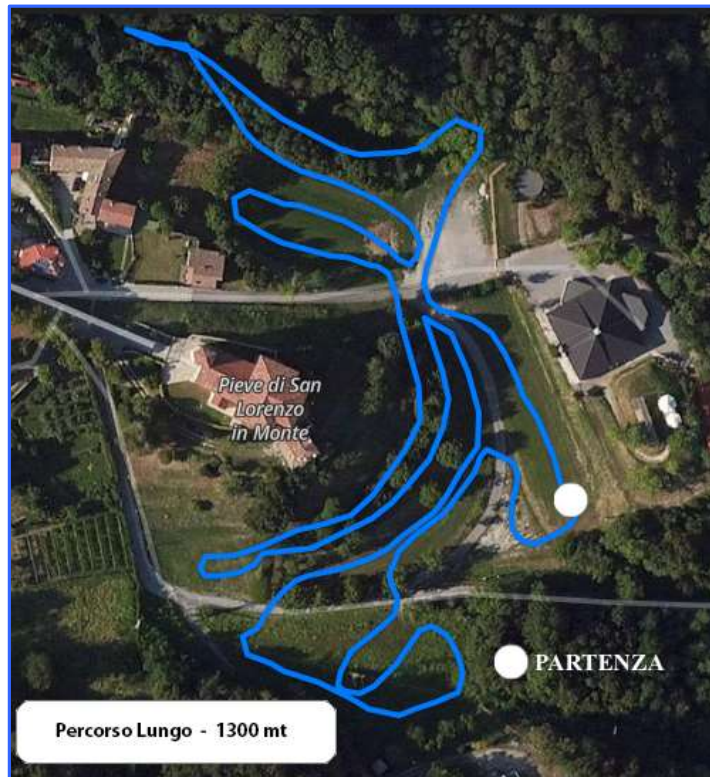 Pieve di San
Lorenzo
in Monte
PARTENZA
Percorso Lungo - 1300 mt